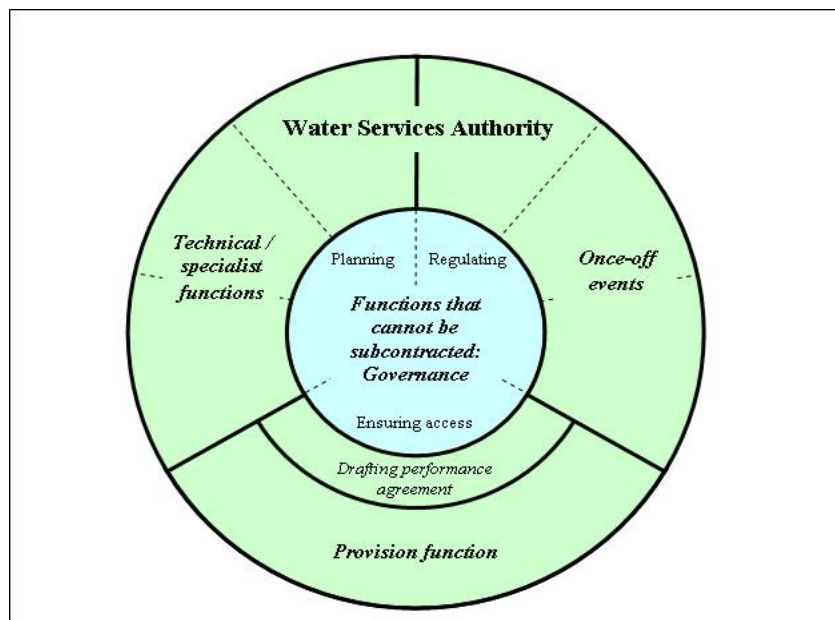 Water Services Authority
Technical /
specialist
functions
Planning
Regulating
Once-off
events
Functions that
cannot be
subcontracted:
Governance
Ensuring access
Drafting performance
agreement
Provision function